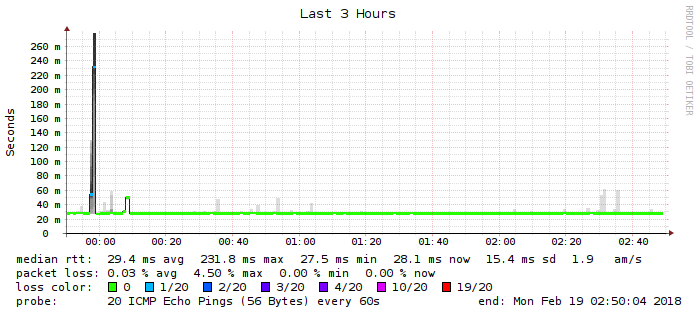 Last 3 Hours
RRDTOOL / TOBI OETIKER
Seconds
260 m
240 m
220 m
200 m
180 m
160 m
140 m
120 m
100 m
80 m
60 m
40 m
20 m
0
00:00 00:20 00:40 01:00 01:20 01:40 02:00 02:20 02:40
median rtt: 29.4 ms avg 231.8 ms max 27.5 ms min 28.1 ms now 15.4 ms sd 1.9 am/s
packet loss: 0.03 % avg 4.50 % max 0.00 % min 0.00 % now
loss color: 0 1/20 2/20 3/20 4/20 10/20 19/20
probe: 20 ICMP Echo Pings (56 Bytes) every 60s end: Mon Feb 19 02:50:04 2018